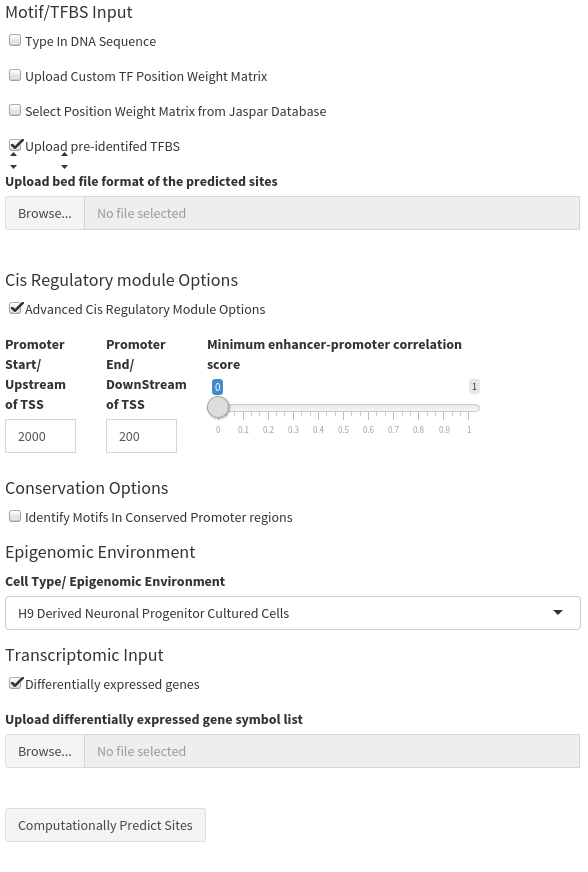 Motif/TFBS Input
Type In DNA Sequence
Upload Custom TF Position Weight Matrix
Select Position Weight Matrix from Jaspar Database
Upload pre-identifed TFBS
Upload bed file format of the predicted sites
Browse... No file selected
Cis Regulatory module Options
Advanced Cis Regulatory Module Options
Promoter
Start/
Upstream
of TSS
2000
Promoter
End/
DownStream
of TSS
200
Minimum enhancer-promoter correlation
score
0 1
0 0.1 0.2 0.3 0.4 0.5 0.6 0.7 0.8 0.9 1
Conservation Options
Identify Motifs In Conserved Promoter regions
Epigenomic Environment
Cell Type/ Epigenomic Environment
H9 Derived Neuronal Progenitor Cultured Cells
Transcriptomic Input
Differentially expressed genes
Upload differentially expressed gene symbol list
Browse... No file selected
Computationally Predict Sites